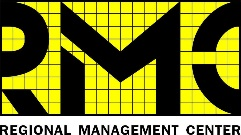 RMC
REGIONAL MANAGEMENT CENTER